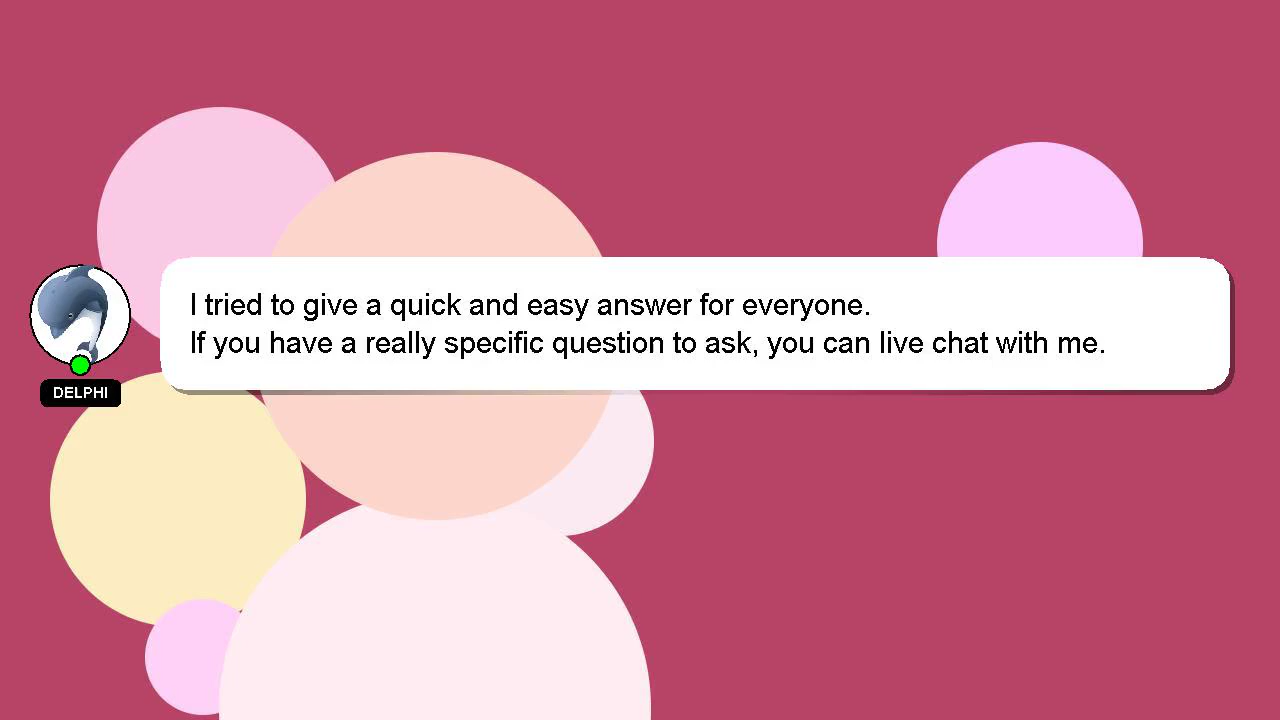 I tried to give a quick and easy answer for everyone.
If you have a really specific question to ask, you can live chat with me.
DELPHI